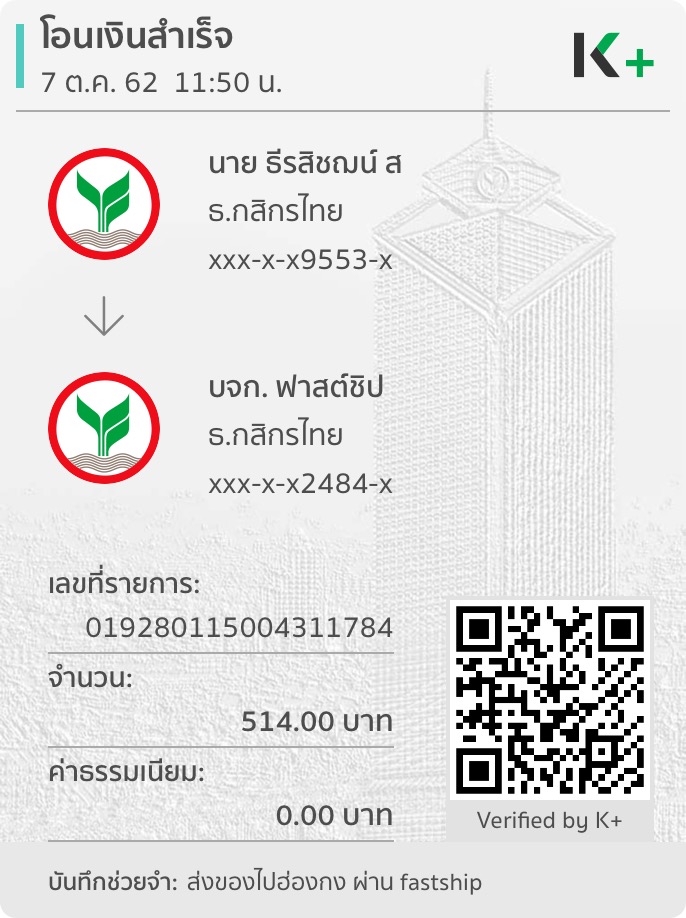 โอนเงินสำเร็จ
7 ต.ค. 62 11:50 น.
K+
นาย ธีรสิชฌน์ ส
ธ.กสิกรไทย
xxx-x-x9553-x
บจก. ฟาสต์ชิป
ธ.กสิกรไทย
xxx-x-x2484-x
เลขที่รายการ:
019280115004311784
จำนวน:
514.00 บาท
ค่าธรรมเนียม:
0.00 บาท
Verified by K+
บันทึกช่วยจำ: ส่งของไปฮ่องกง ผ่าน fastship